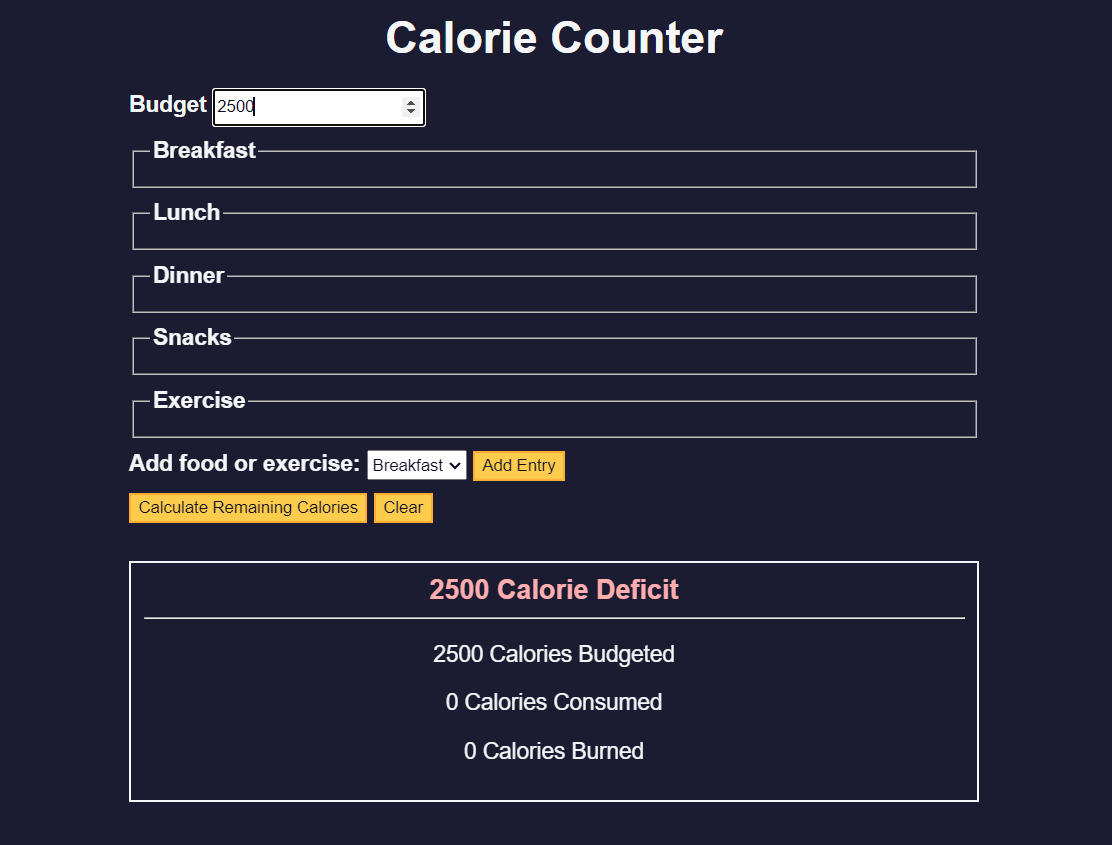 Calorie Counter
Budget 2500
Breakfast
Lunch
Dinner
Snacks
Exercise
Add food or exercise: Breakfast Add Entry
Calculate Remaining Calories Clear
2500 Calorie Deficit
2500 Calories Budgeted
0 Calories Consumed
0 Calories Burned